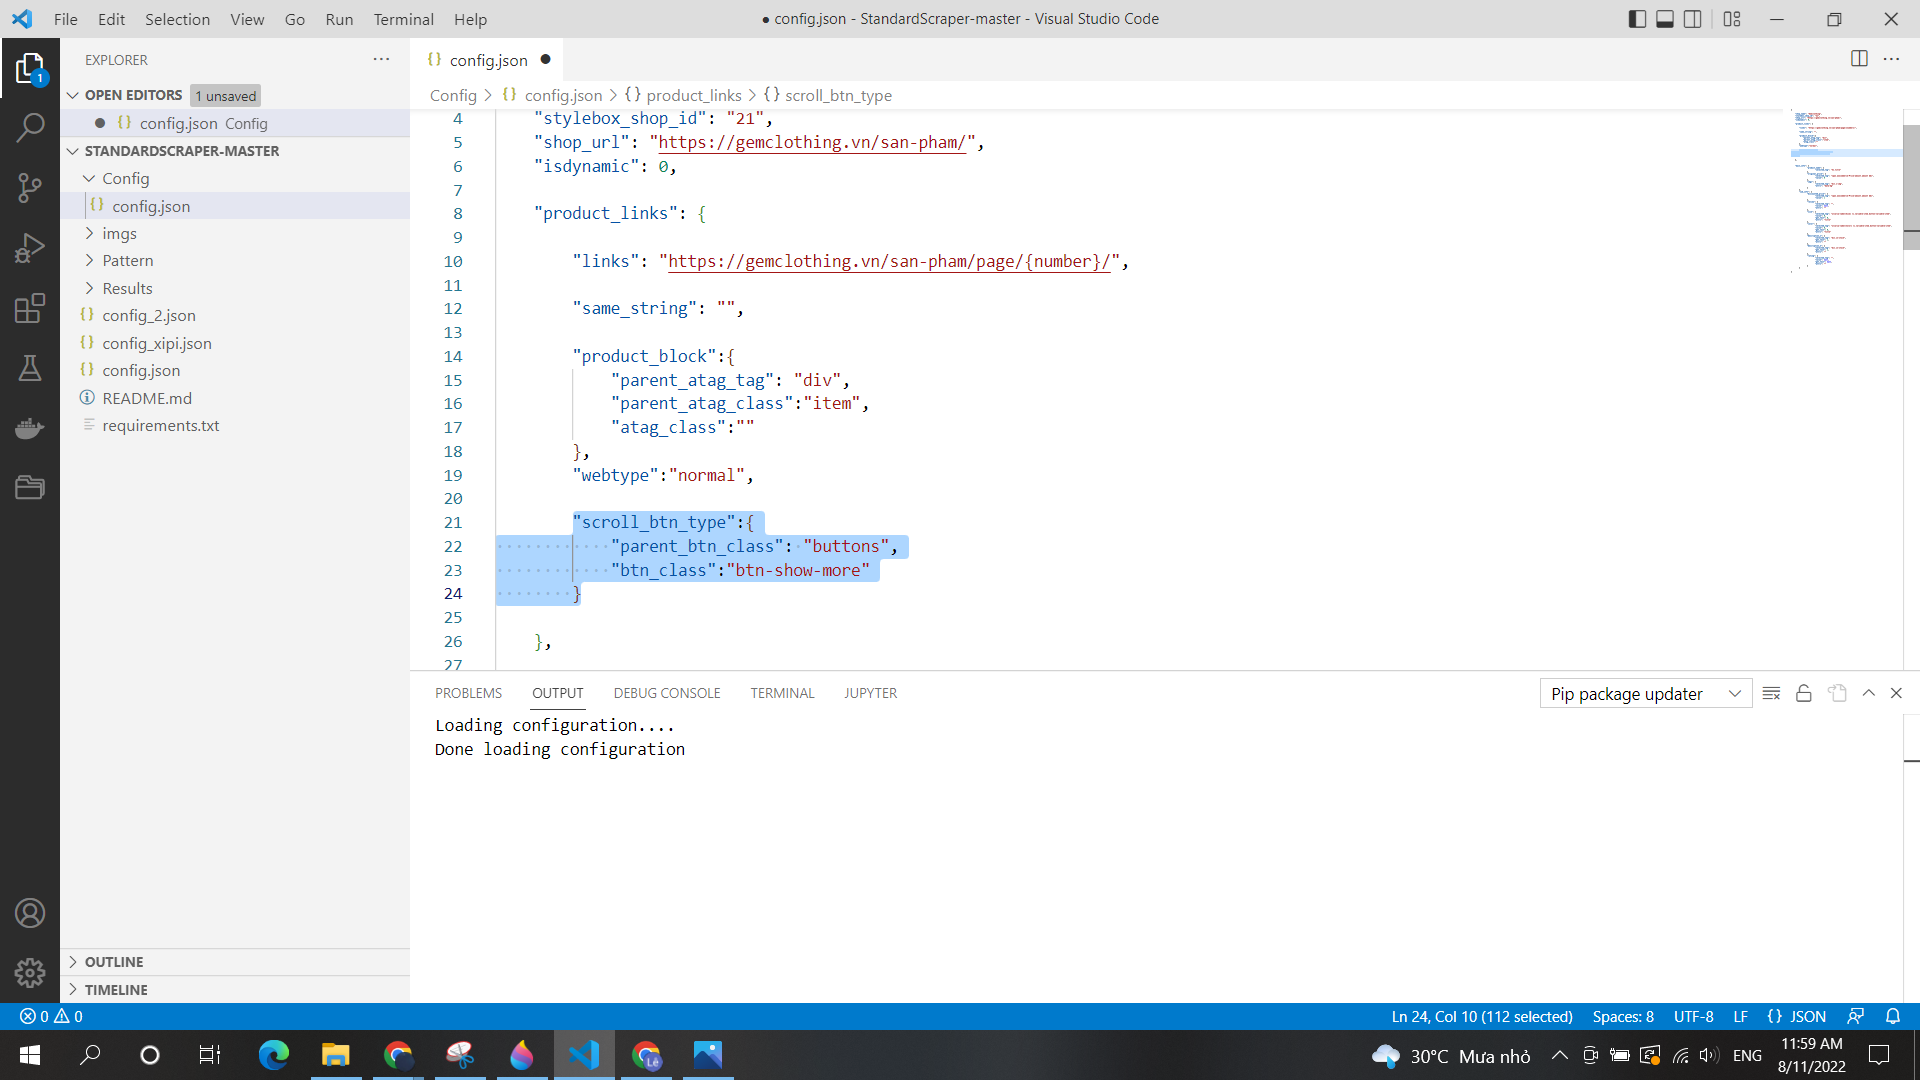 File Edit Selection View Go Run Terminal Help
● config.json - StandardScraper-master - Visual Studio Code
EXPLORER
1
OPEN EDITORS 1 unsaved
{} config.json Config
STANDARDSCRAPER-MASTER
Config
{} config.json
imgs
Pattern
Results
{} config_2.json
{} config_xipi.json
{} config.json
README.md
requirements.txt
OUTLINE
TIMELINE
{} config.json ●
Config > {} config.json > {} product_links > {} scroll_btn_type
4 "stylebox_shop_id": "21",
5 "shop_url": "https://gemclothing.vn/san-pham/",
6 "isdynamic": 0,
7
8 "product_links": {
9
10 "links": "https://gemclothing.vn/san-pham/page/{number}/",
11
12 "same_string": "",
13
14 "product_block":{
15 "parent_atag_tag": "div",
16 "parent_atag_class":"item",
17 "atag_class":""
18 },
19 "webtype":"normal",
20
21 "scroll_btn_type":{
22 "parent_btn_class": "buttons",
23 "btn_class":"btn-show-more"
24 }
25
26 },
27
PROBLEMS OUTPUT DEBUG CONSOLE TERMINAL JUPYTER
Pip package updater
Loading configuration....
Done loading configuration
0 0
Ln 24, Col 10 (112 selected) Spaces: 8 UTF-8 LF {} JSON
Lê
30°C Mưa nhỏ
ENG
11:59 AM
8/11/2022